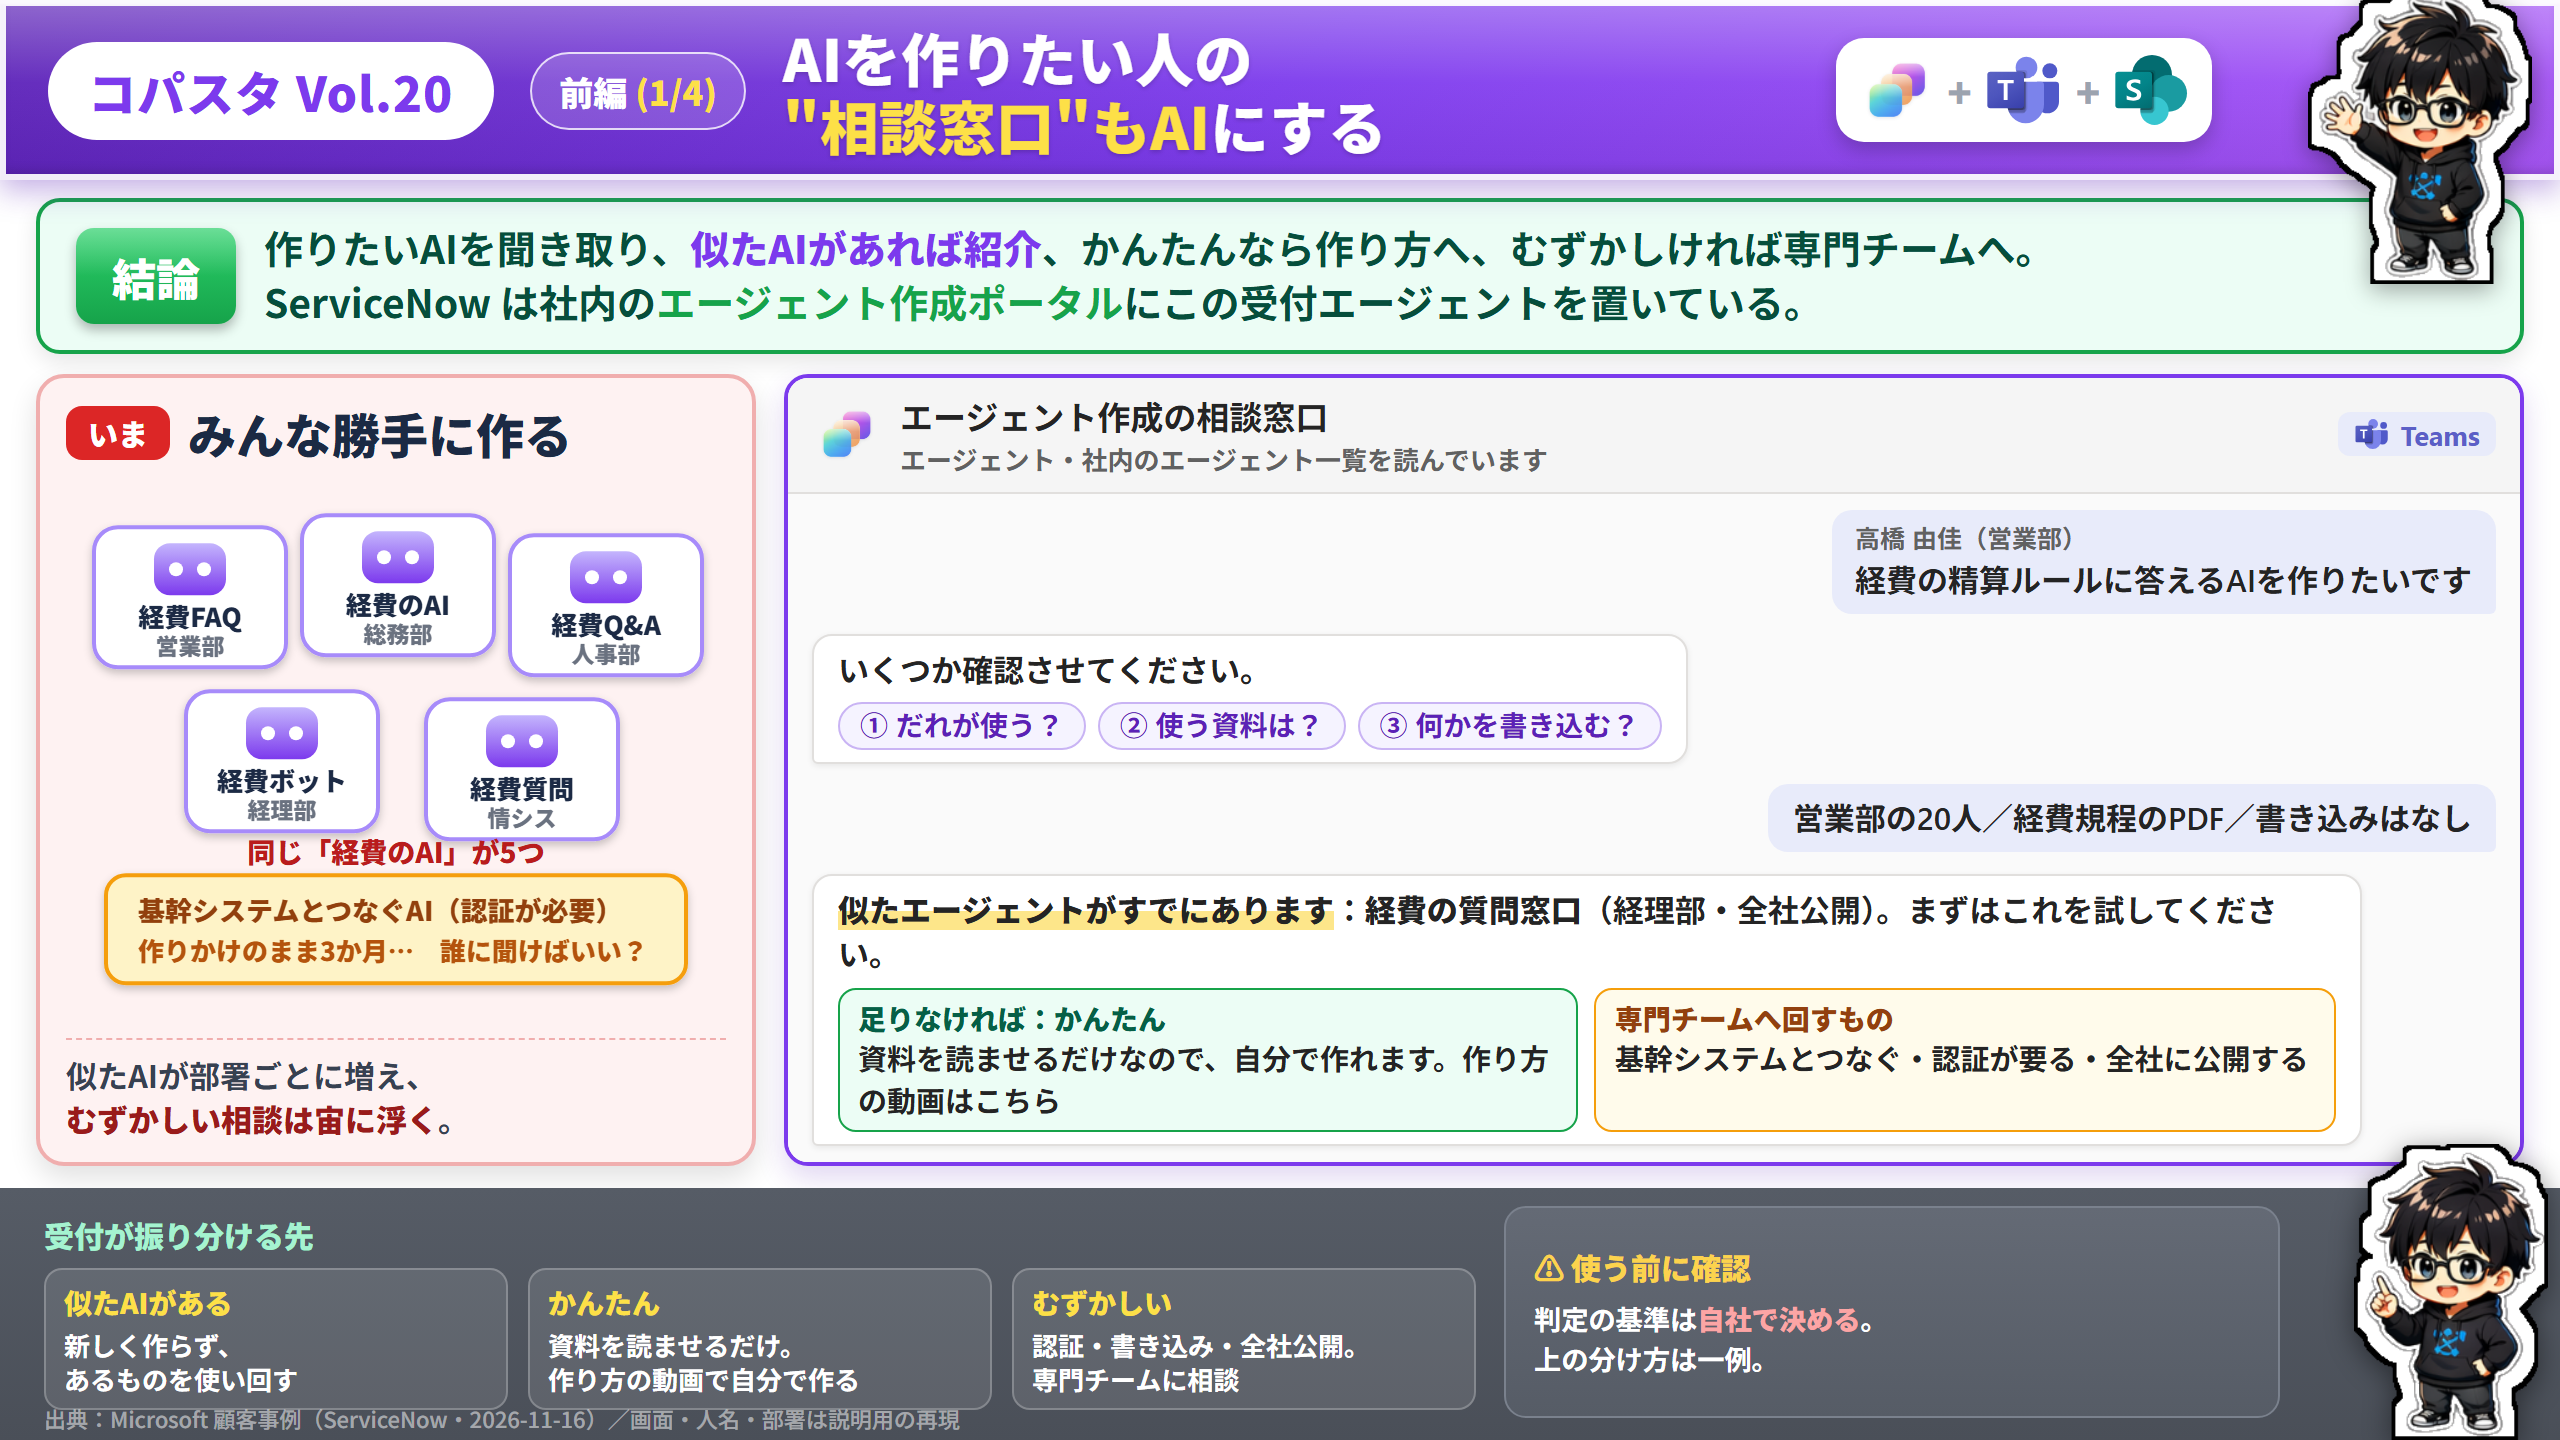 コパスタ Vol.20
前編 (1/4)
AIを作りたい人の
"相談窓口"もAIにする
+ T + S
結論
作りたいAIを聞き取り、似たAIがあれば紹介、かんたんなら作り方へ、むずかしければ専門チームへ。
ServiceNow は社内のエージェント作成ポータルにこの受付エージェントを置いている。
いま みんな勝手に作る
経費FAQ
営業部
経費のAI
総務部
経費Q&A
人事部
経費ボット
経理部
経費質問
情シス
同じ「経費のAI」が5つ
基幹システムとつなぐAI（認証が必要）
作りかけのまま3か月… 誰に聞けばいい？
似たAIが部署ごとに増え、
むずかしい相談は宙に浮く。
エージェント作成の相談窓口
エージェント・社内のエージェント一覧を読んでいます
T Teams
高橋 由佳（営業部）
経費の精算ルールに答えるAIを作りたいです
いくつか確認させてください。
① だれが使う？ ② 使う資料は？ ③ 何かを書き込む？
営業部の20人／経費規程のPDF／書き込みはなし
似たエージェントがすでにあります：経費の質問窓口（経理部・全社公開）。まずはこれを試してくださ
い。
足りなければ：かんたん
資料を読ませるだけなので、自分で作れます。作り方
の動画はこちら
専門チームへ回すもの
基幹システムとつなぐ・認証が要る・全社に公開する
受付が振り分ける先
似たAIがある
新しく作らず、
あるものを使い回す
かんたん
資料を読ませるだけ。
作り方の動画で自分で作る
むずかしい
認証・書き込み・全社公開。
専門チームに相談
⚠ 使う前に確認
判定の基準は自社で決める。
上の分け方は一例。
出典：Microsoft 顧客事例（ServiceNow・2026-11-16）／画面・人名・部署は説明用の再現